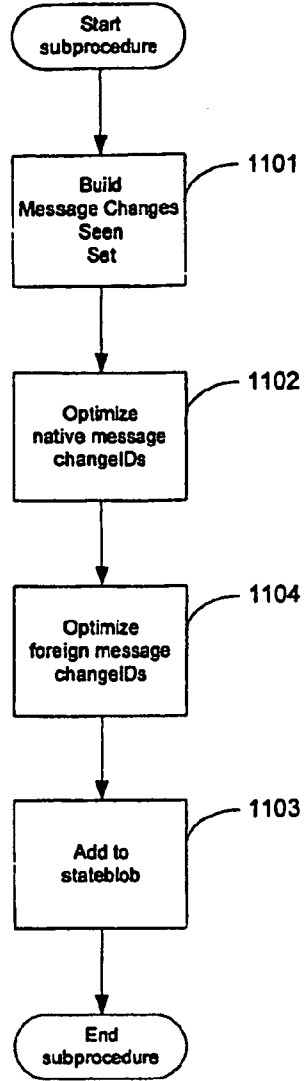 Start
subprocedure
1101
Build
Message Changes
Seen
Set
1102
Optimize
native message
changeIDs
1104
Optimize
foreign message
changeIDs
1103
Add to
stateblob
End
subprocedure